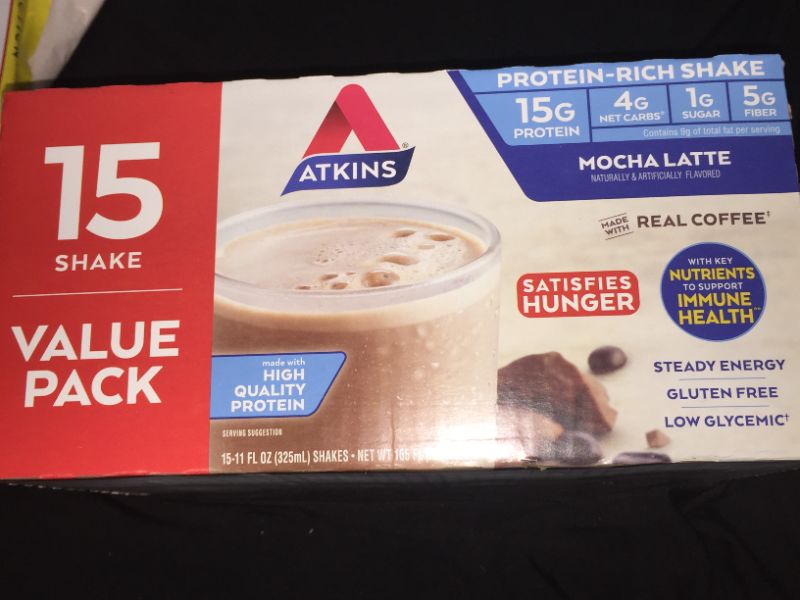 15
SHAKE
VALUE
PACK
ATKINS®
PROTEIN-RICH SHAKE
15G
PROTEIN
4G
NET CARBS*
1G
SUGAR
5G
FIBER
Contains 9g of total fat per serving
MOCHA LATTE
NATURALLY & ARTIFICIALLY FLAVORED
MADE
WITH
REAL COFFEE‡
SATISFIES
HUNGER
WITH KEY
NUTRIENTS
TO SUPPORT
IMMUNE
HEALTH**
STEADY ENERGY
GLUTEN FREE
LOW GLYCEMIC†
made with
HIGH
QUALITY
PROTEIN
SERVING SUGGESTION
15-11 FL OZ (325mL) SHAKES • NET WT 165